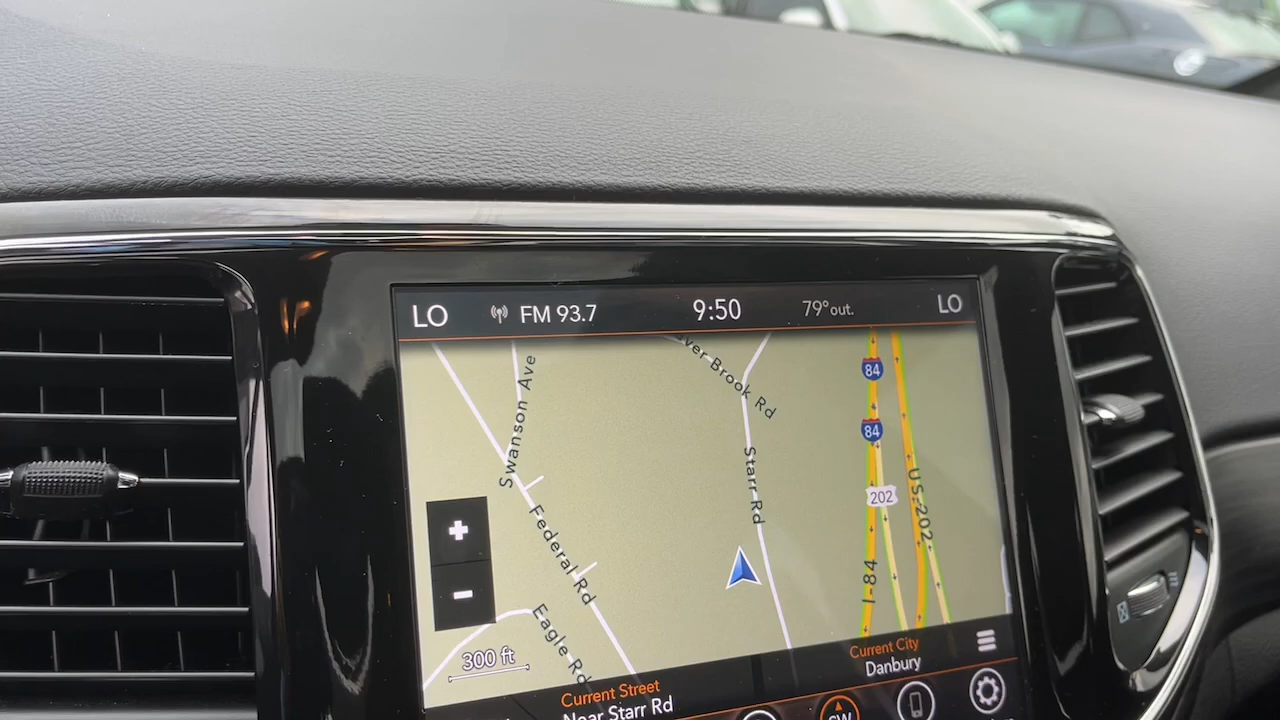 LO FM 93.7 9:50 79° out. LO
Swanson Ave
Brook Rd
84
84
Starr Rd
202
US-202
Federal Rd
I-84
Eagle Rd
300 ft
Current City
Danbury
Current Street
Near Starr Rd
SW